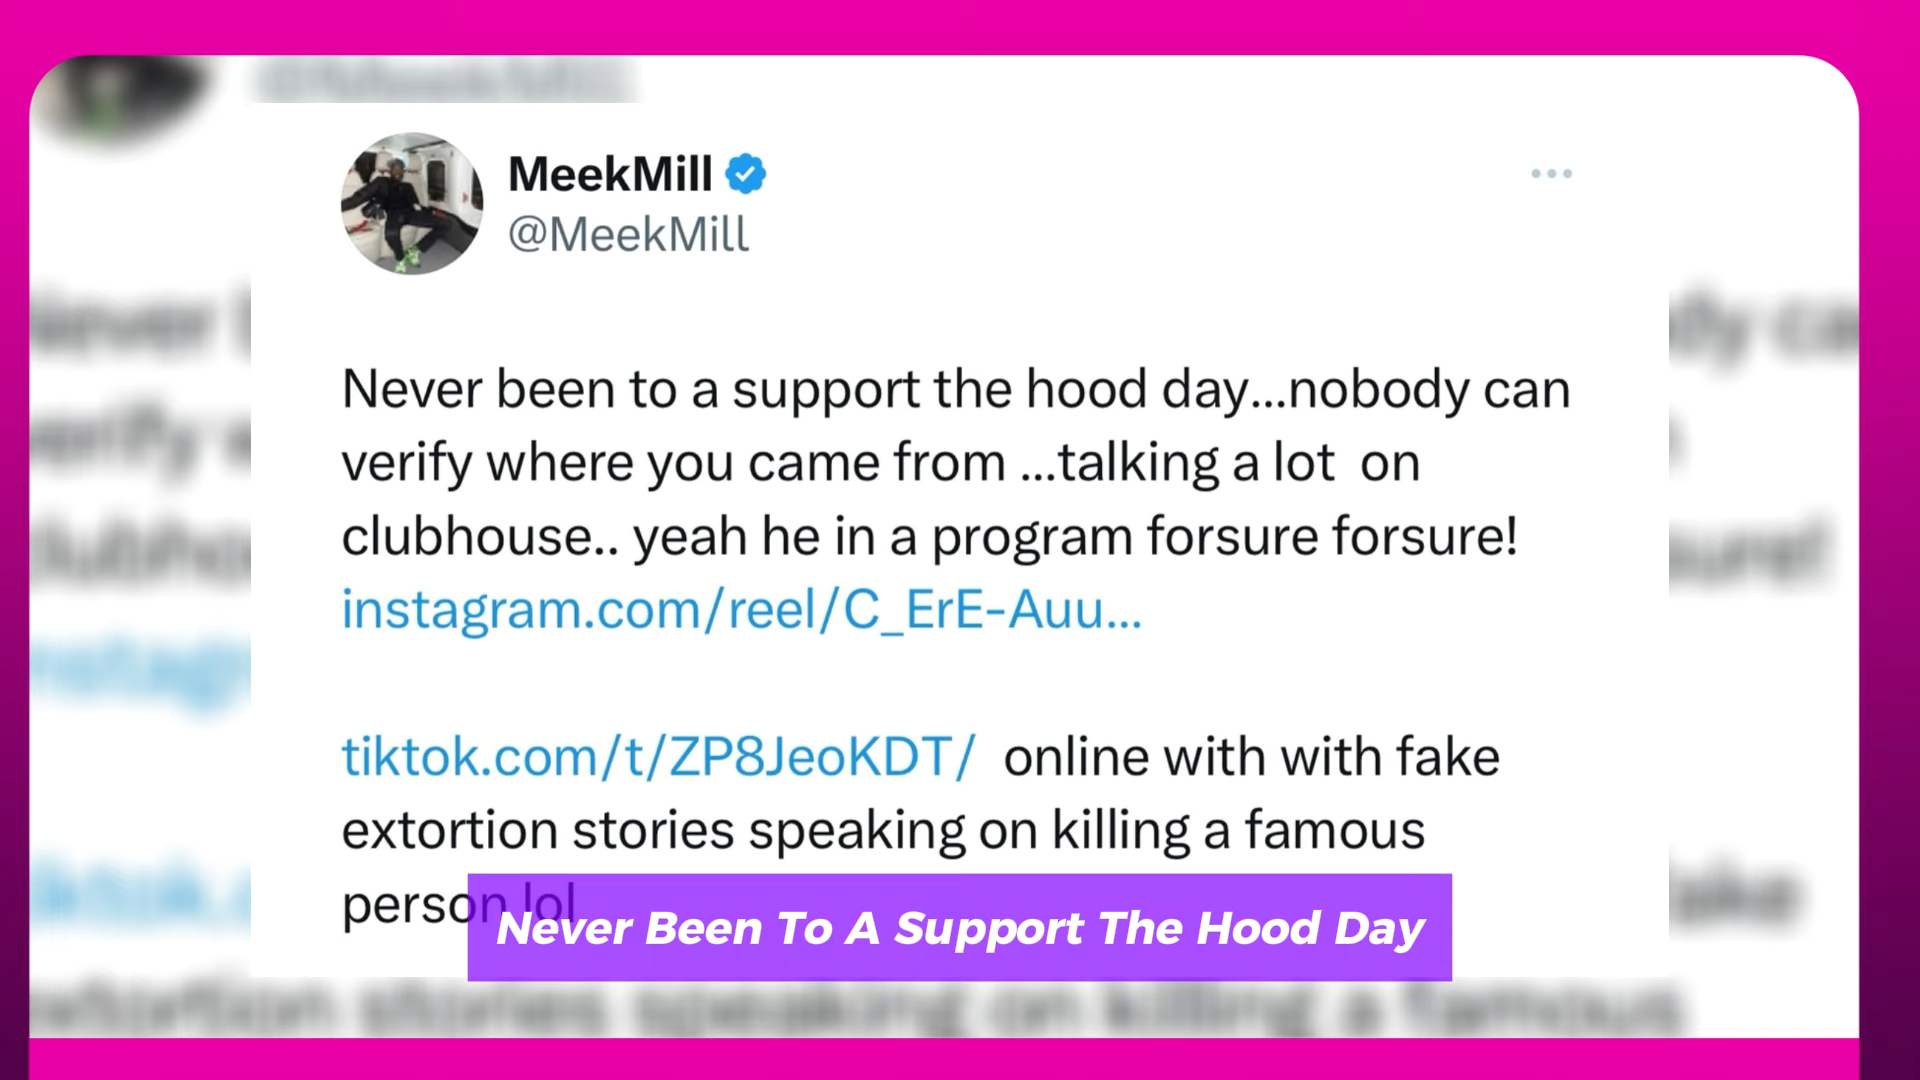 MeekMill
@MeekMill
Never been to a support the hood day...nobody can
verify where you came from ...talking a lot on
clubhouse.. yeah he in a program forsure forsure!
instagram.com/reel/C_ErE-Auu...
tiktok.com/t/ZP8JeoKDT/ online with with fake
extortion stories speaking on killing a famous
person lol
Never Been To A Support The Hood Day